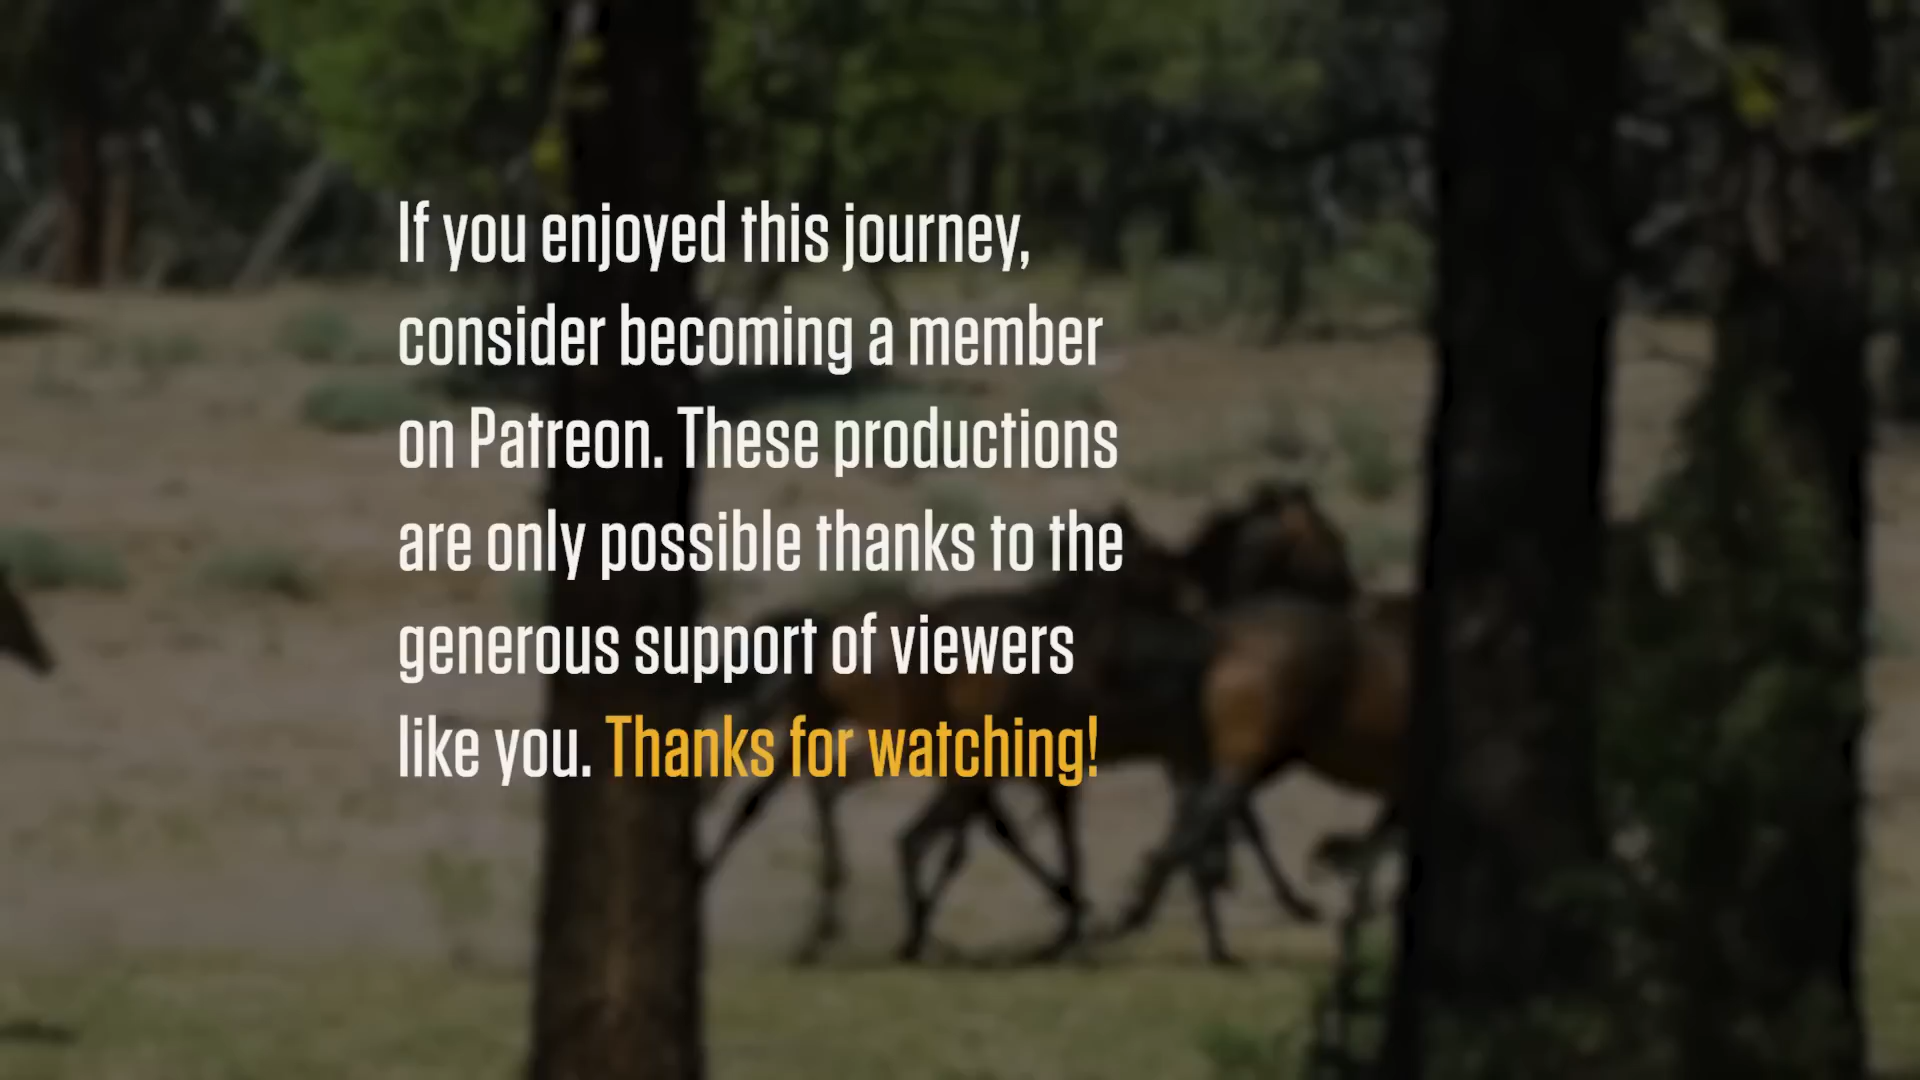 If you enjoyed this journey,
consider becoming a member
on Patreon. These productions
are only possible thanks to the
generous support of viewers
like you. Thanks for watching!